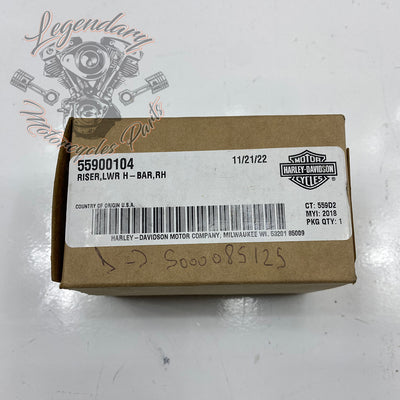 Legendary
Motorcycles Parts
55900104
11/21/22
RISER,LWR H-BAR,RH
MOTOR
HARLEY-DAVIDSON
CYCLES
COUNTRY OF ORIGIN U.S.A.
CT: 559D2
MYI: 2018
PKG QTY: 1
HARLEY-DAVIDSON MOTOR COMPANY, MILWAUKEE WI. 53201 85009
-> 5000085125